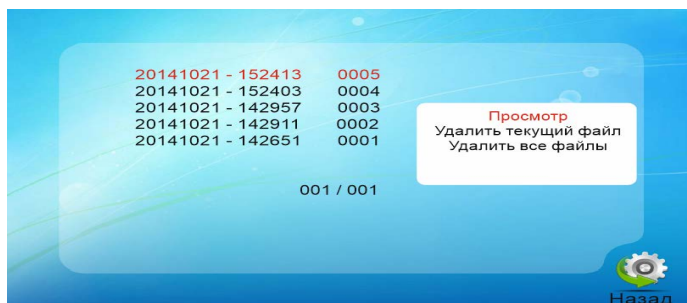 20141021 - 152413 0005
20141021 - 152403 0004
20141021 - 142957 0003
20141021 - 142911 0002
20141021 - 142651 0001
001 / 001
Просмотр
Удалить текущий файл
Удалить все файлы
Назад